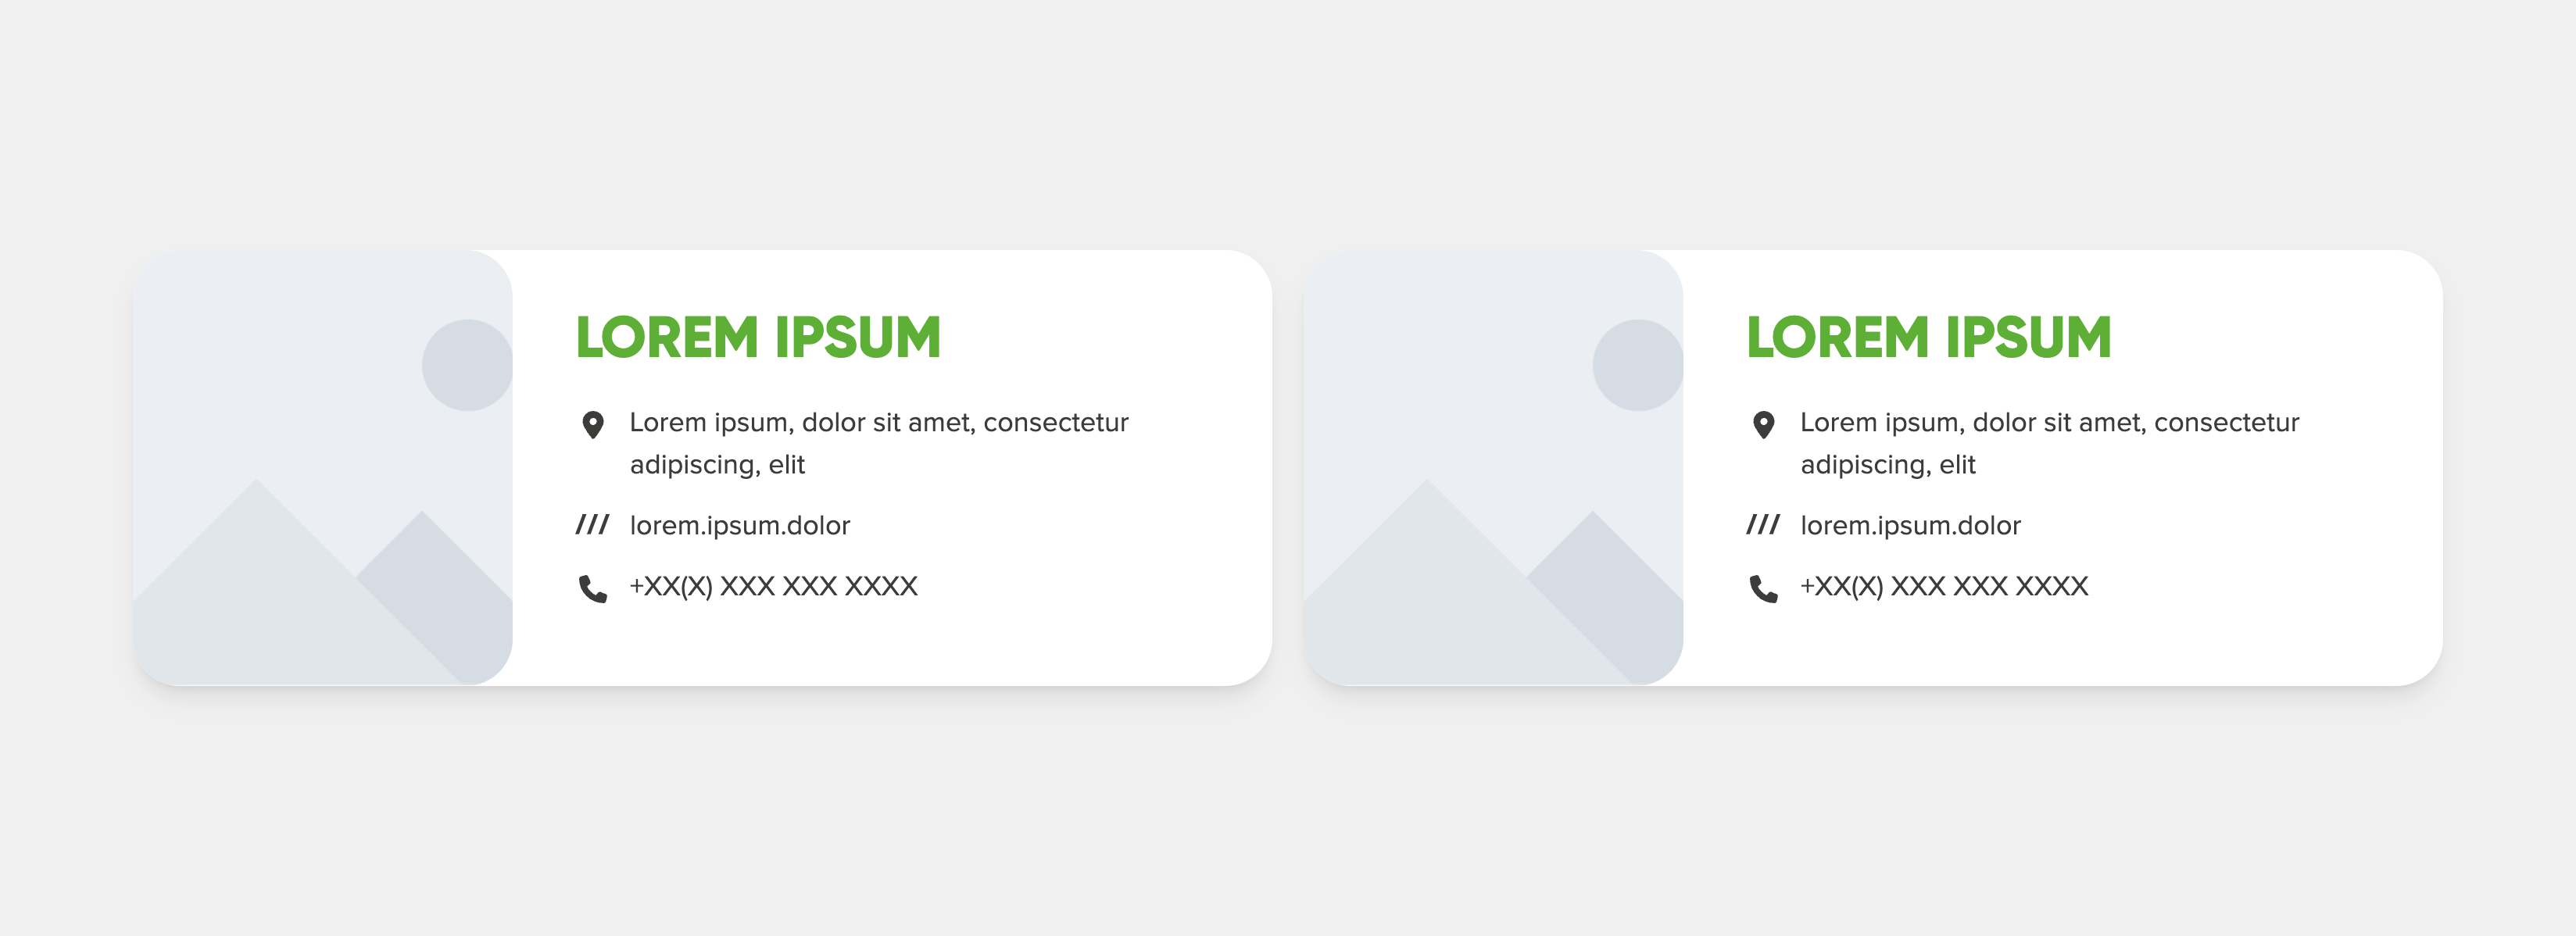 LOREM IPSUM
Lorem ipsum, dolor sit amet, consectetur
adipiscing, elit
/// lorem.ipsum.dolor
+XX(X) XXX XXX XXXX
LOREM IPSUM
Lorem ipsum, dolor sit amet, consectetur
adipiscing, elit
/// lorem.ipsum.dolor
+XX(X) XXX XXX XXXX